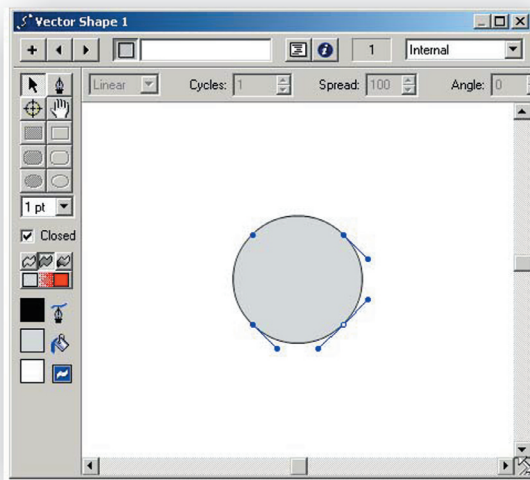 Vector Shape 1
1 Internal
Linear Cycles: 1 Spread: 100 Angle: 0
1 pt
Closed